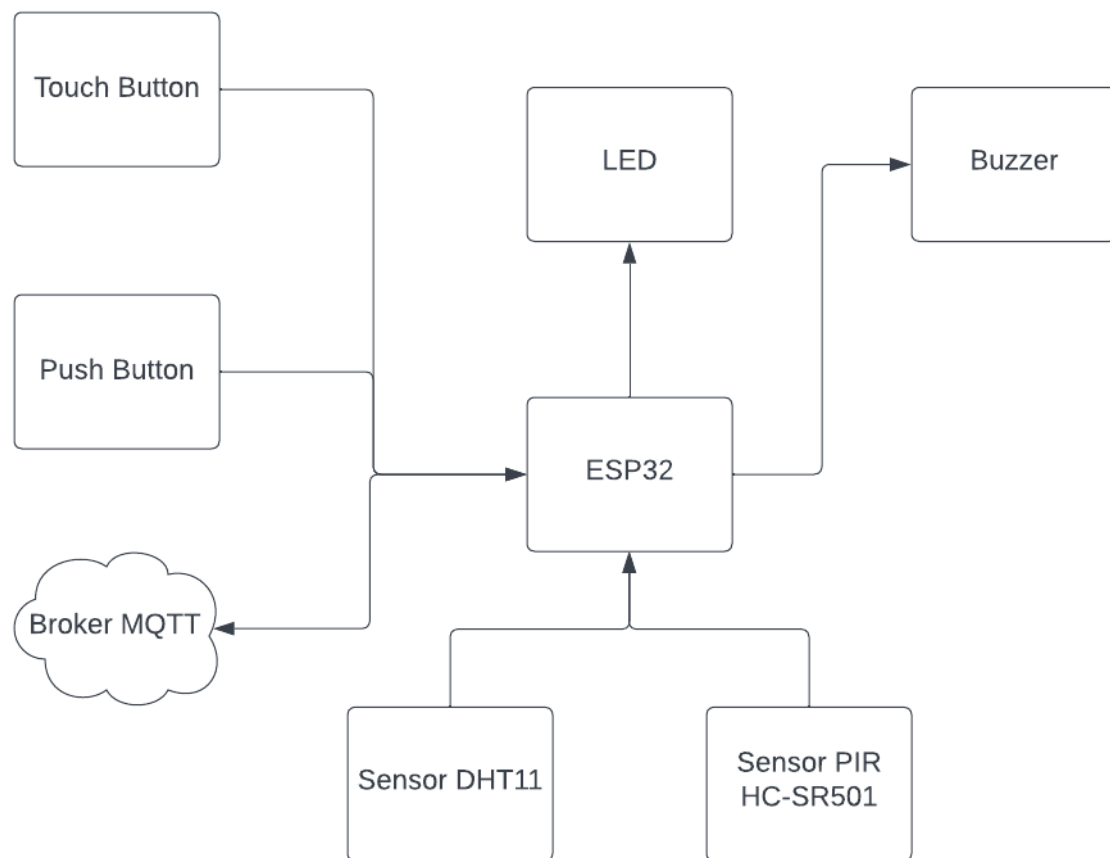 Touch Button
LED
Buzzer
Push Button
ESP32
Broker MQTT
Sensor DHT11
Sensor PIR
HC-SR501